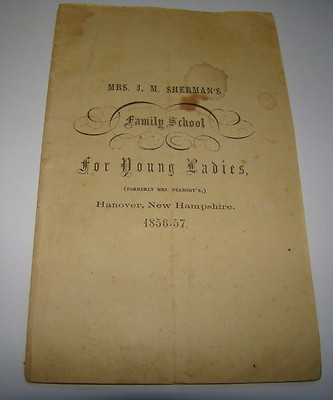 MRS. J. M. SHERMAN'S
Family School
For Young Ladies,
(FORMERLY MRS PEABODY'S,)
Hanover, New Hampshire.
1856-57.